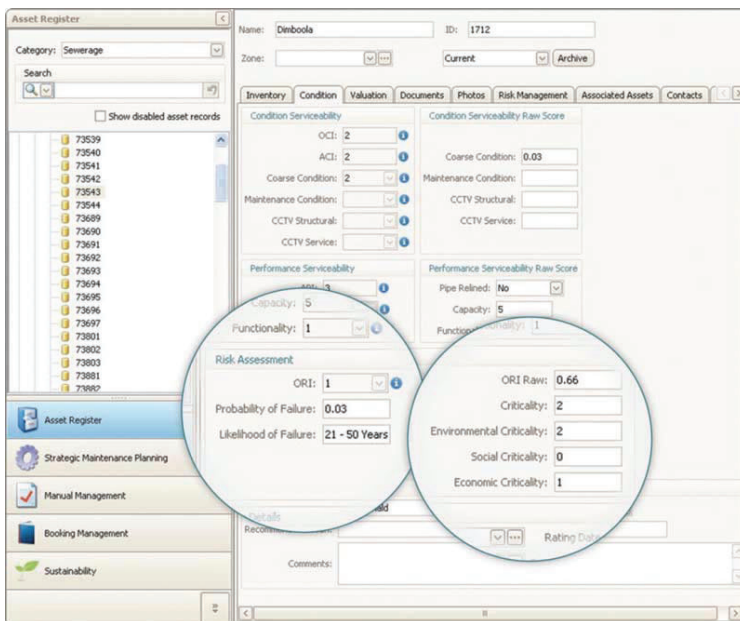 Asset Register
Category: Sewerage
Search
Show disabled asset records
73539
73540
73541
73542
73543
73544
73689
73690
73691
73692
73693
73694
73695
73696
73697
73801
73802
73803
73881
73882
Asset Register
Strategic Maintenance Planning
Manual Management
Booking Management
Sustainability
Name: Dimboola ID: 1712
Zone: Current Archive
Inventory Condition Valuation Documents Photos Risk Management Associated Assets Contacts
Condition Serviceability
OCI: 2
ACI: 2
Coarse Condition: 2
Maintenance Condition:
CCTV Structural:
CCTV Service:
Condition Serviceability Raw Score
Coarse Condition: 0.03
Maintenance Condition:
CCTV Structural:
CCTV Service:
Performance Serviceability
3
Capacity: 5
Functionality: 1
Performance Serviceability Raw Score
Pipe Relined: No
Capacity: 5
Functionality: 1
Risk Assessment
ORI: 1
Probability of Failure: 0.03
Likelihood of Failure: 21 - 50 Years
ORI Raw: 0.66
Criticality: 2
Environmental Criticality: 2
Social Criticality: 0
Economic Criticality: 1
Details
Rating Date
Comments: